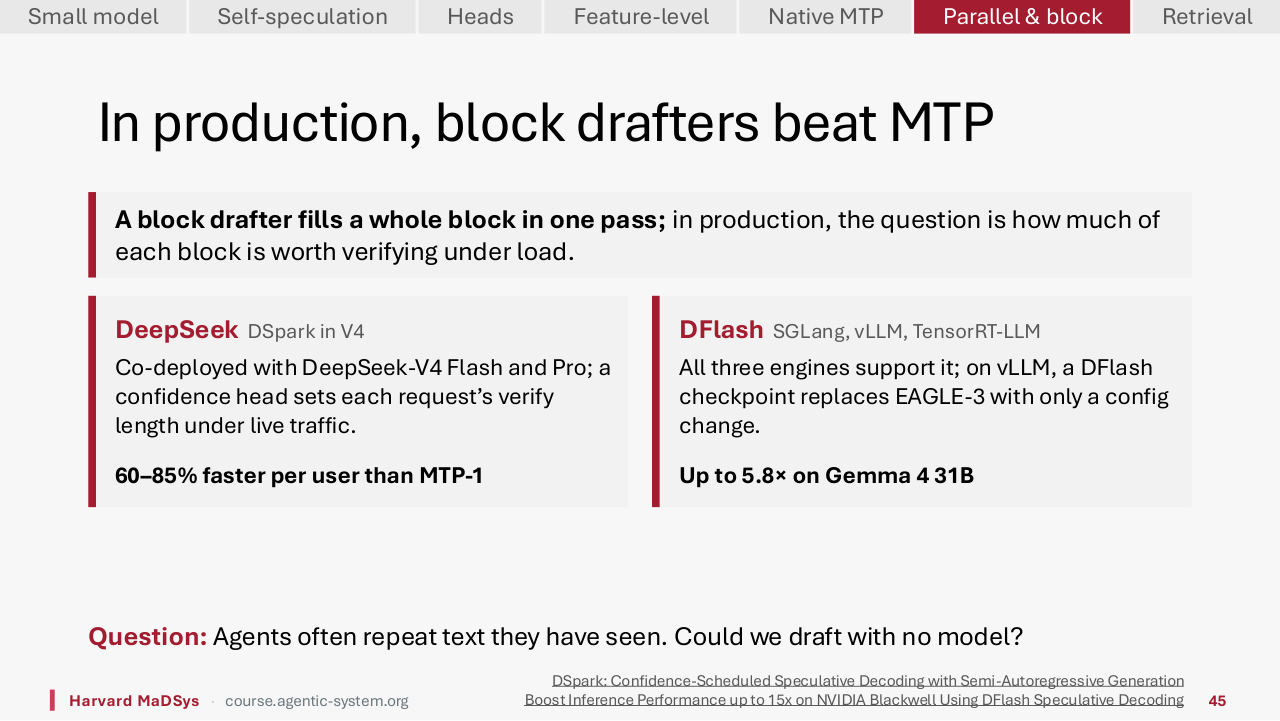 Small model
Self-speculation
Heads
Feature-level
Native MTP
Parallel & block
Retrieval
In production, block drafters beat MTP
A block drafter fills a whole block in one pass; in production, the question is how much of
each block is worth verifying under load.
DeepSeek DSpark in V4
Co-deployed with DeepSeek-V4 Flash and Pro; a
confidence head sets each request’s verify
length under live traffic.
60–85% faster per user than MTP-1
DFlash SGLang, vLLM, TensorRT-LLM
All three engines support it; on vLLM, a DFlash
checkpoint replaces EAGLE-3 with only a config
change.
Up to 5.8× on Gemma 4 31B
Question: Agents often repeat text they have seen. Could we draft with no model?
DSpark: Confidence-Scheduled Speculative Decoding with Semi-Autoregressive Generation
Boost Inference Performance up to 15x on NVIDIA Blackwell Using DFlash Speculative Decoding
Harvard MaDSys · course.agentic-system.org
45